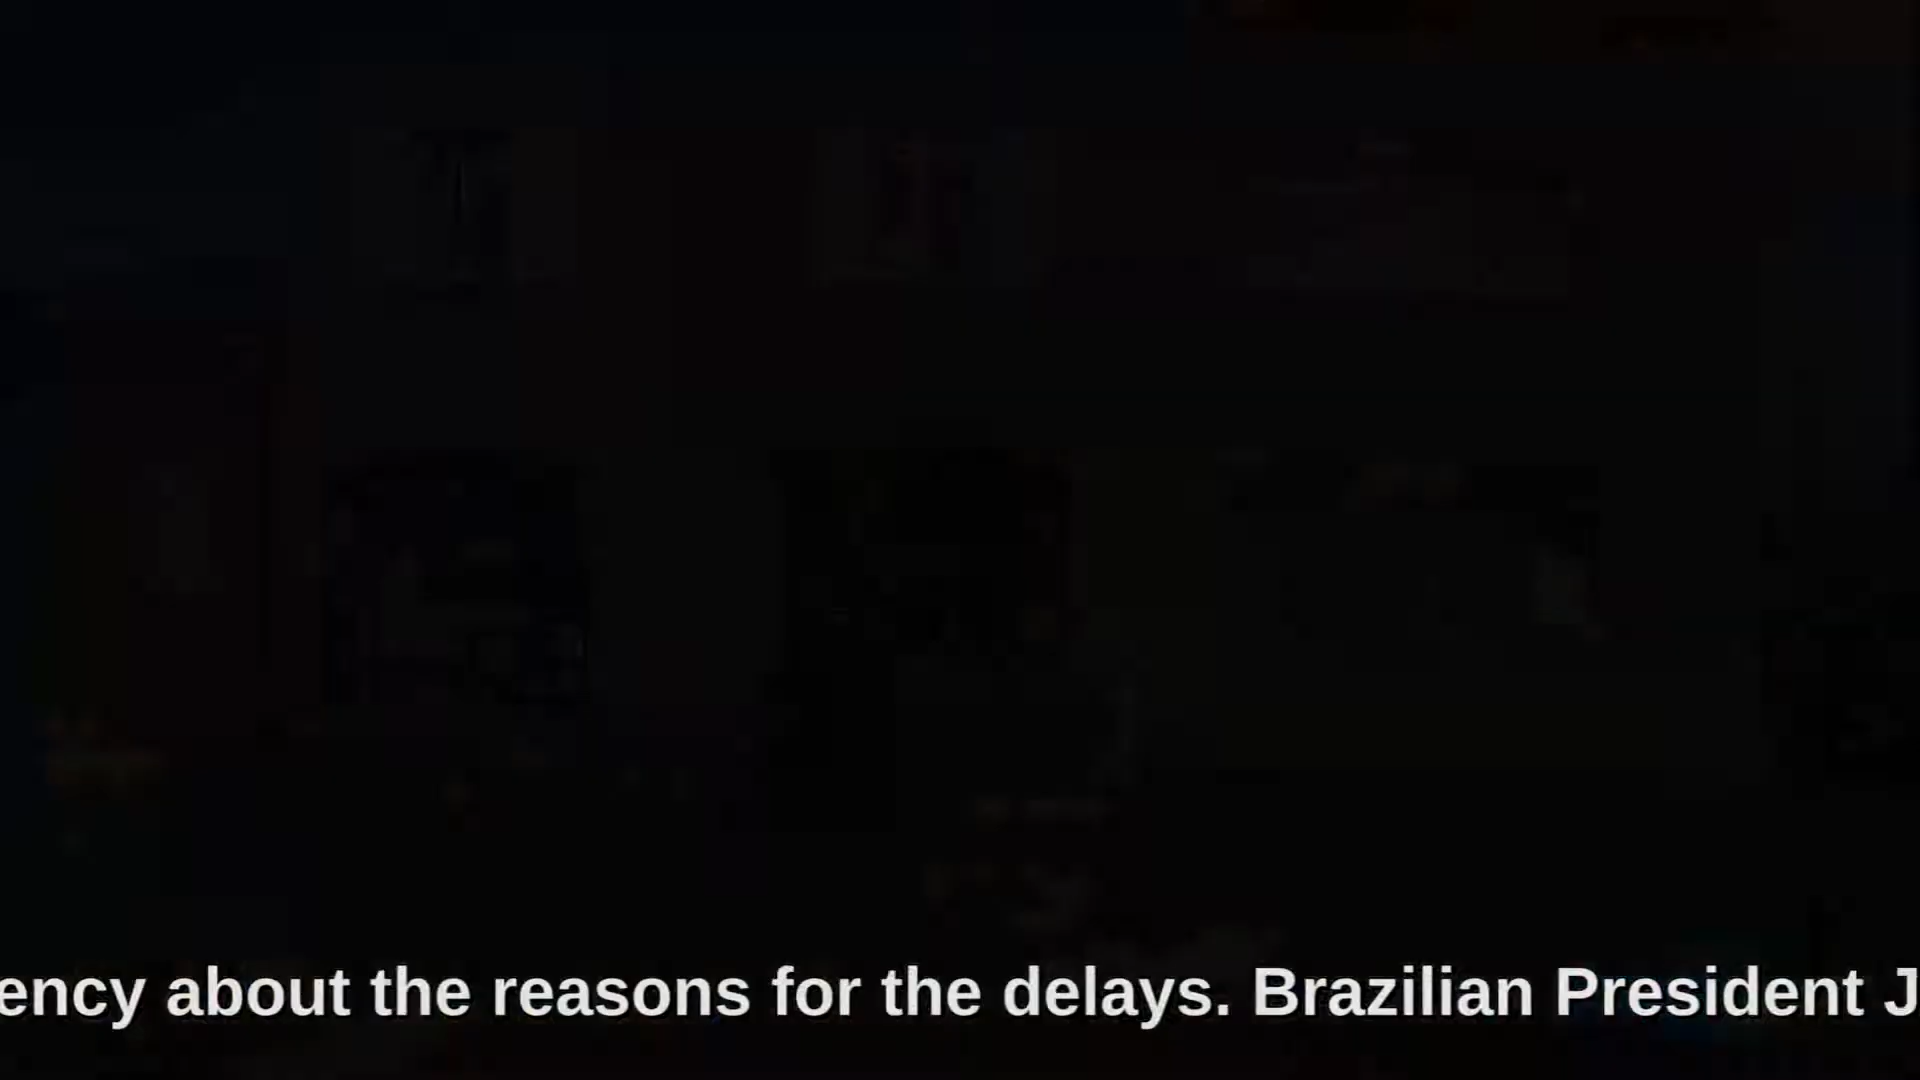 ency about the reasons for the delays. Brazilian President J